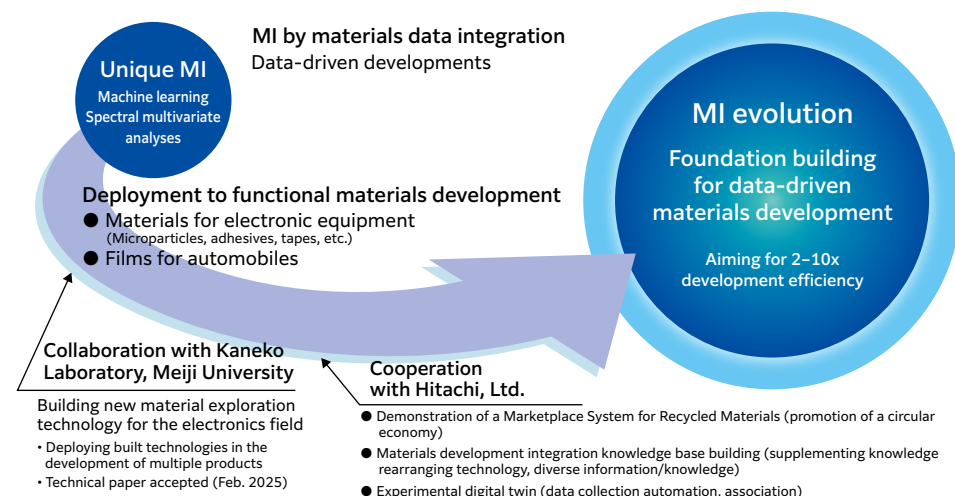 MI by materials data integration
Data-driven developments
Unique MI
Machine learning
Spectral multivariate
analyses
MI evolution
Foundation building
for data-driven
materials development
Aiming for 2–10x
development efficiency
Deployment to functional materials development
● Materials for electronic equipment
(Microparticles, adhesives, tapes, etc.)
● Films for automobiles
Collaboration with Kaneko
Laboratory, Meiji University
Building new material exploration
technology for the electronics field
• Deploying built technologies in the
development of multiple products
• Technical paper accepted (Feb. 2025)
Cooperation
with Hitachi, Ltd.
● Demonstration of a Marketplace System for Recycled Materials (promotion of a circular
economy)
● Materials development integration knowledge base building (supplementing knowledge
rearranging technology, diverse information/knowledge)
● Experimental digital twin (data collection automation, association)